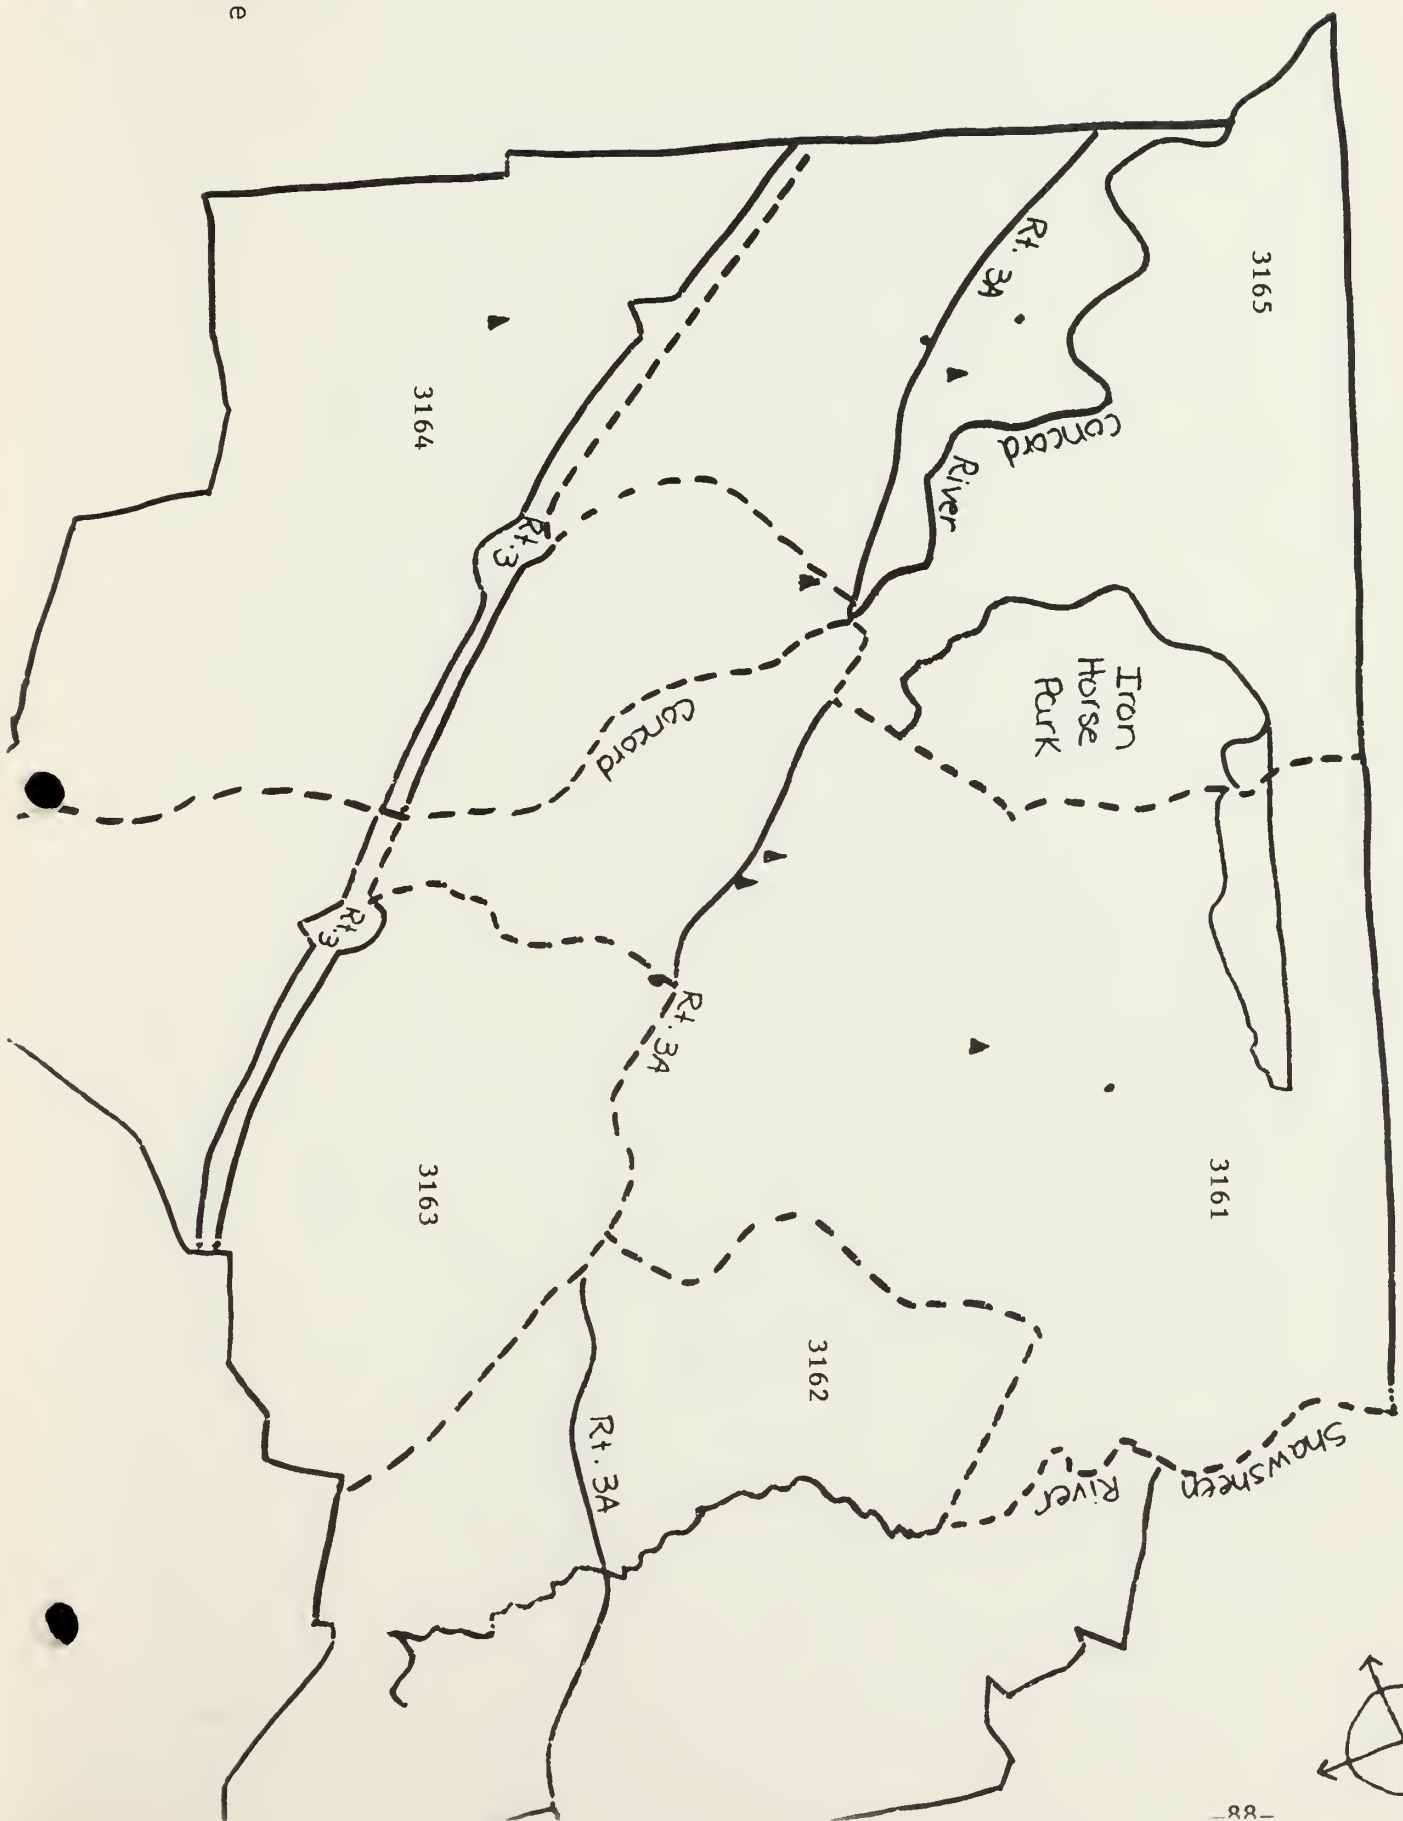 e
3165
Rt. 3A
Concord
River
3164
Rt. 3
Iron
Horse
Park
Concord
Rt. 3
Rt. 3A
3161
3163
3162
Rt. 3A
Shawsheen
River
-88-